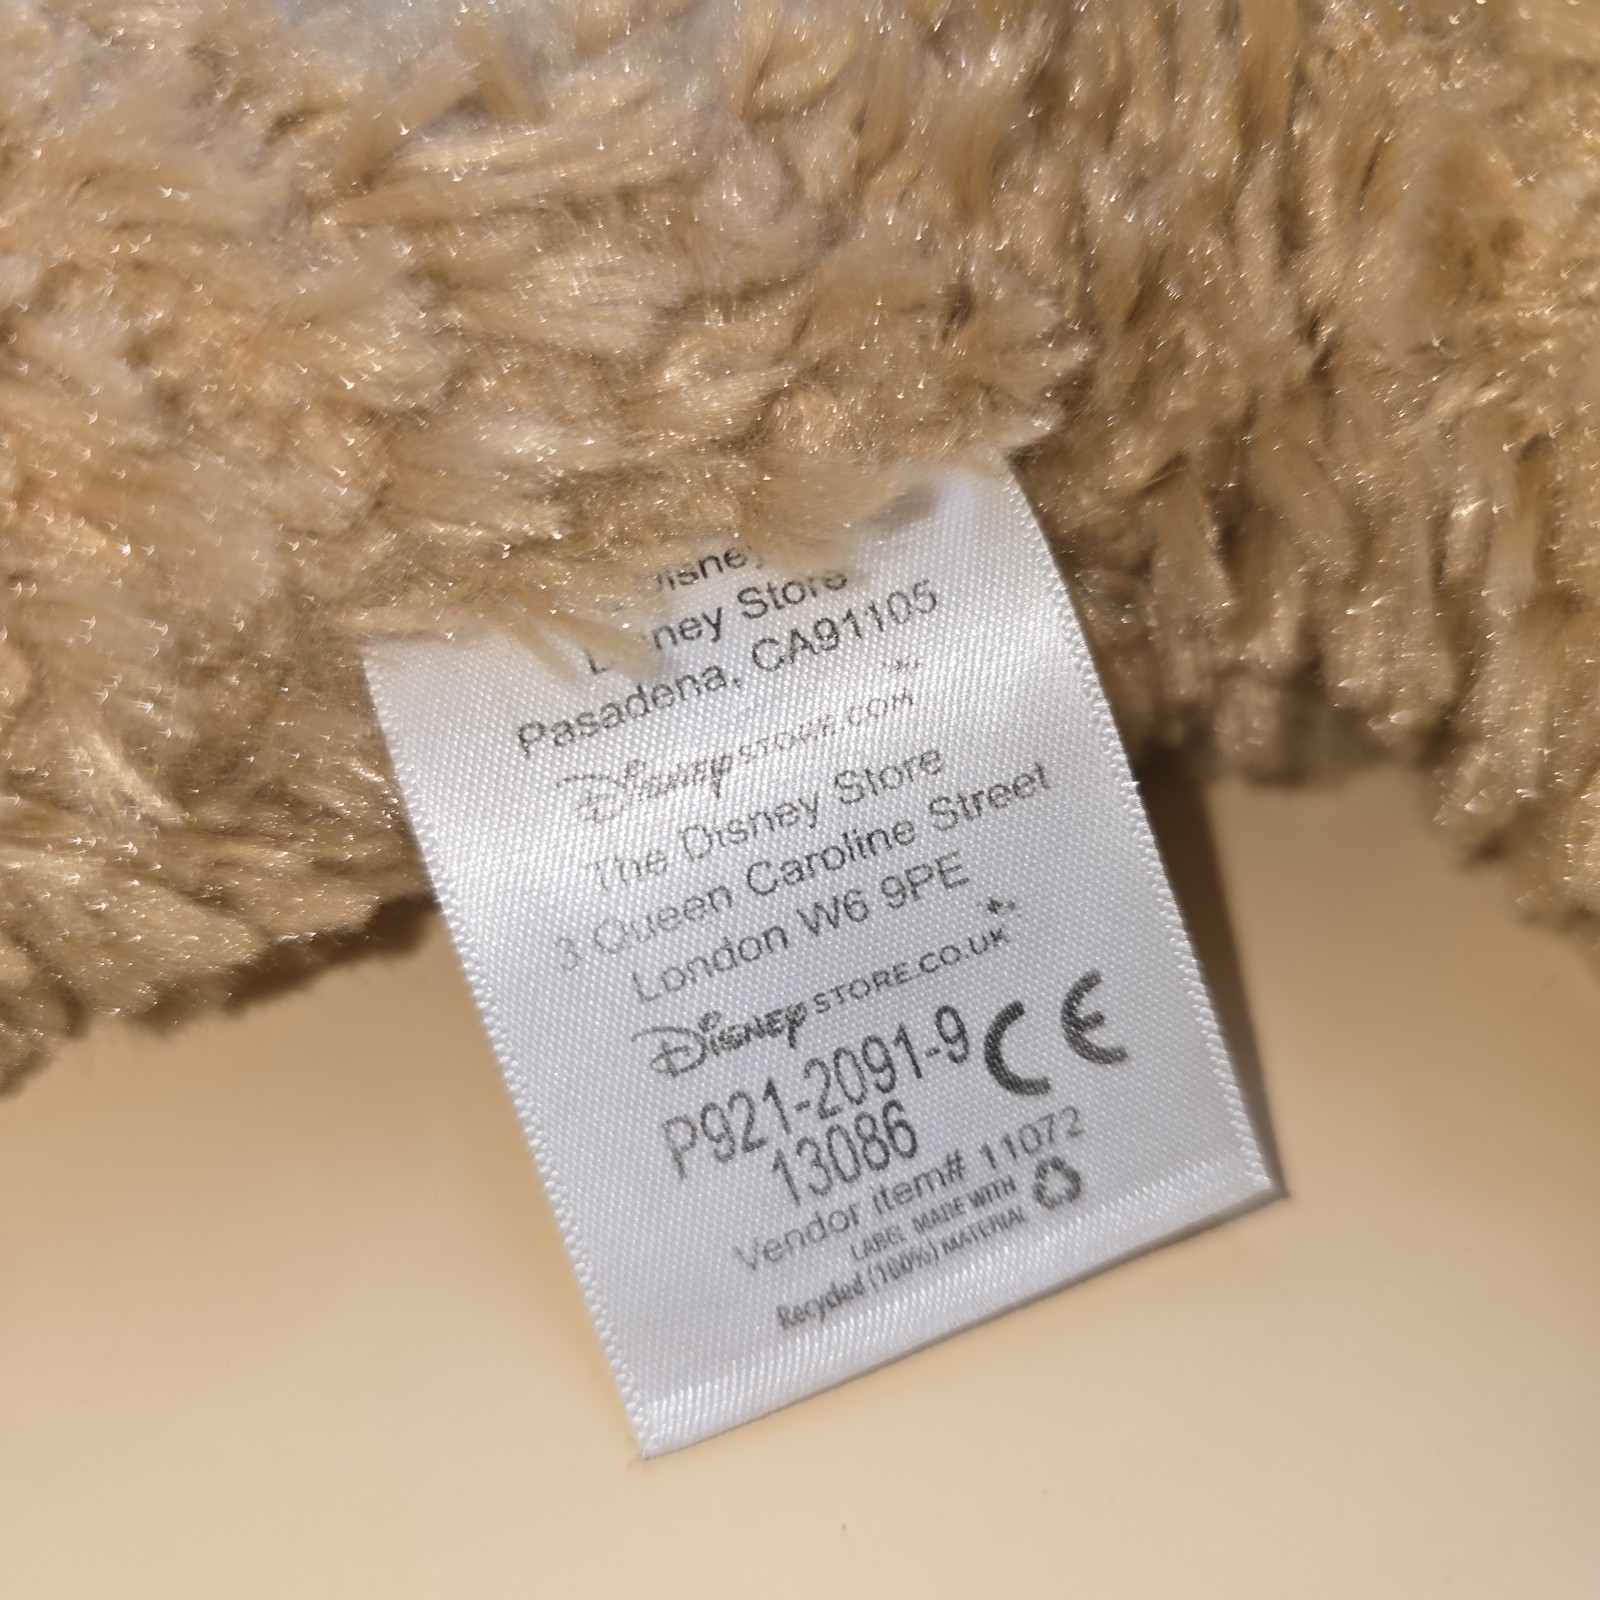 Disney
Disney Store
Pasadena, CA91105
DISNEYSTORE.COM
The Disney Store
3 Queen Caroline Street
London W6 9PE
DISNEYSTORE.CO.UK
P921-2091-9 CE
13086
Vendor item# 11072
LABEL MADE WITH
Recycled (100%) MATERIAL